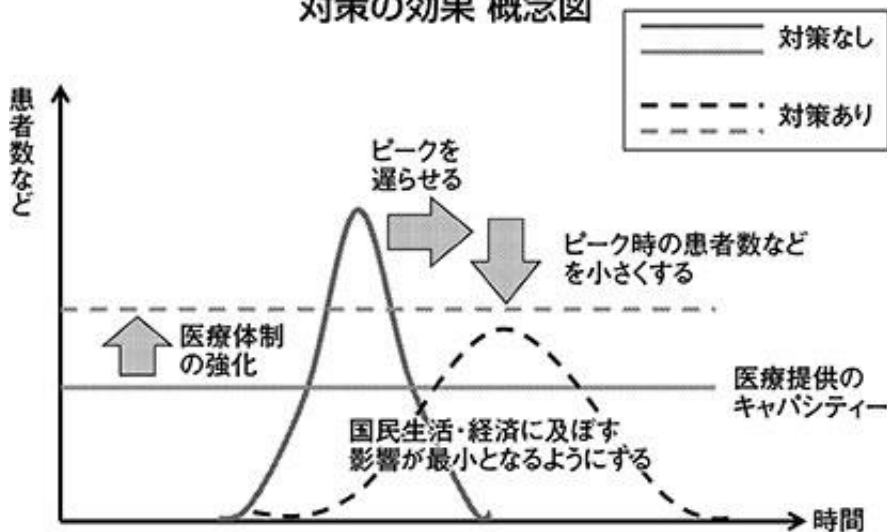 対策の効果 概念図
対策なし
対策あり
患者数など
ピークを
遅らせる
ピーク時の患者数など
を小さくする
医療体制
の強化
医療提供の
キャパシティー
国民生活・経済に及ぼす
影響が最小となるようにする
時間